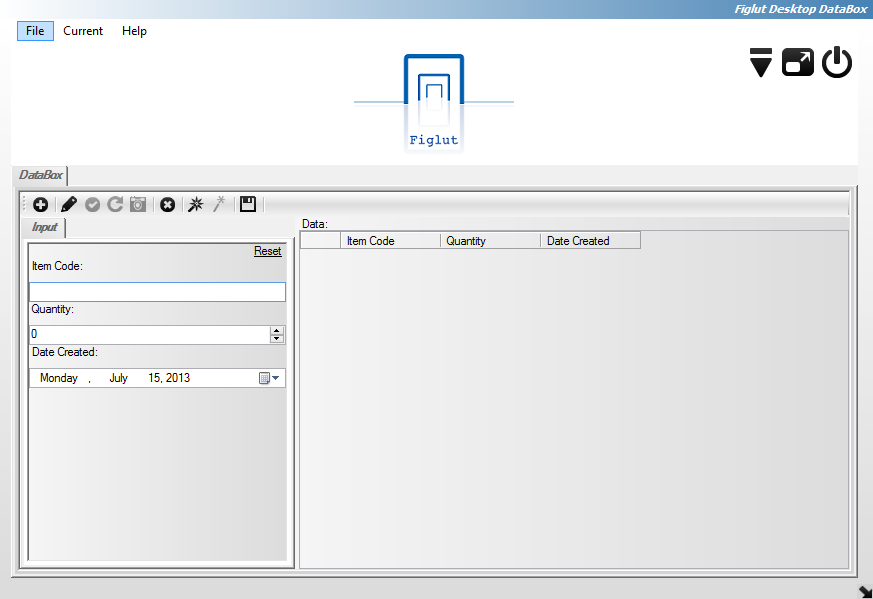 Figlut Desktop DataBox
File Current Help
Figlut
DataBox
Input
Data:
Reset
Item Code Quantity Date Created
Item Code:
Quantity:
0
Date Created:
Monday , July 15, 2013